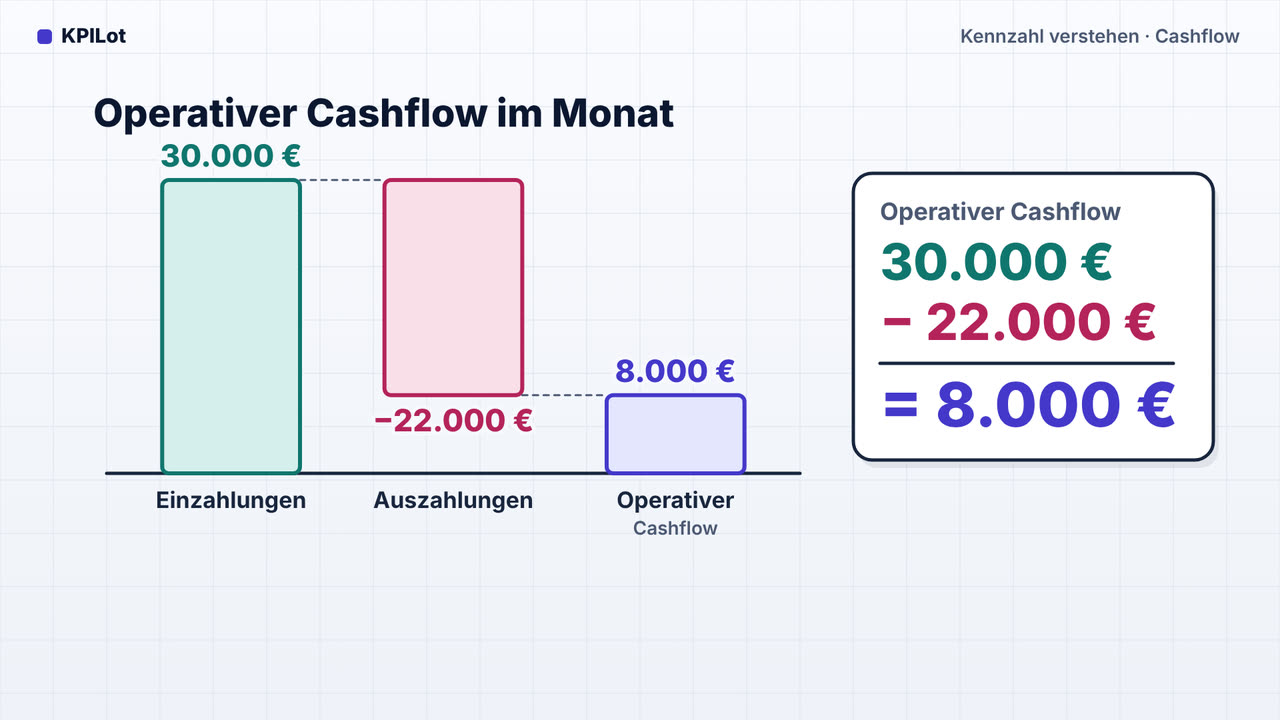 KPILot
Kennzahl verstehen · Cashflow
Operativer Cashflow im Monat
30.000 €
−22.000 €
8.000 €
Einzahlungen
Auszahlungen
Operativer
Cashflow
Operativer Cashflow
30.000 €
− 22.000 €
= 8.000 €